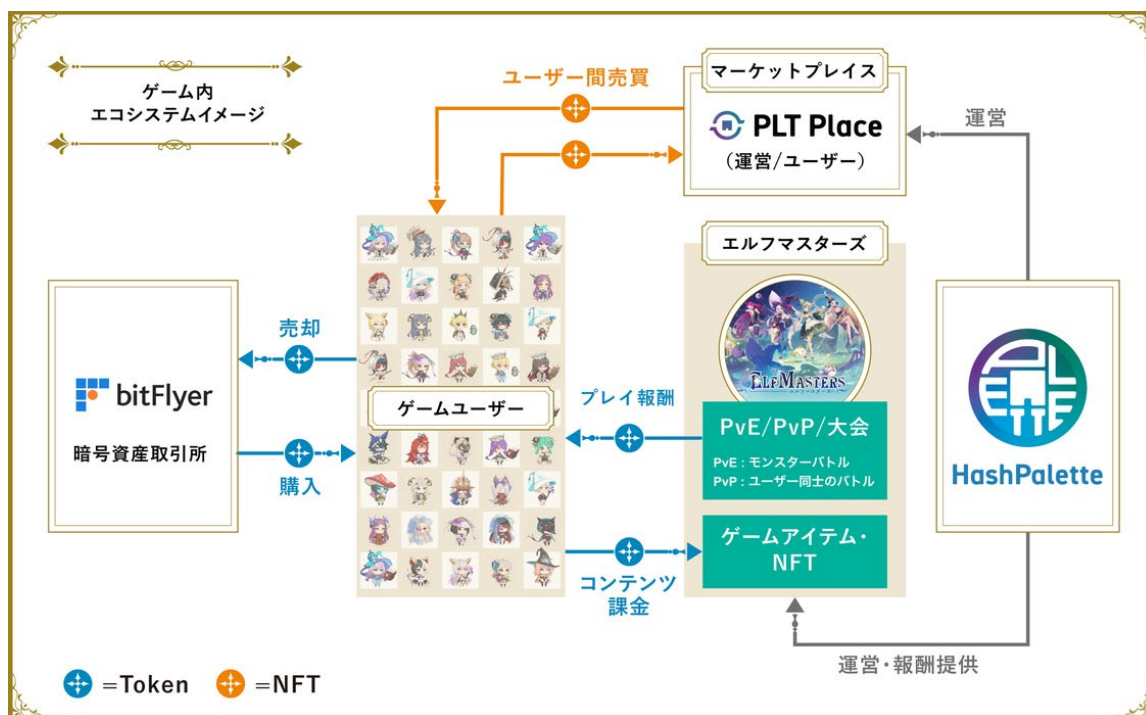 ゲーム内
エコシステムイメージ
ユーザー間売買
マーケットプレイス
PLT Place
(運営/ユーザー)
運営
エルフマスターズ
ELFMASTERS
売却
bitFlyer
暗号資産取引所
購入
ゲームユーザー
プレイ報酬
PvE/PvP/大会
PvE : モンスターバトル
PvP : ユーザー同士のバトル
ゲームアイテム・
NFT
コンテンツ
課金
PLETTE
HashPalette
運営・報酬提供
=Token
=NFT